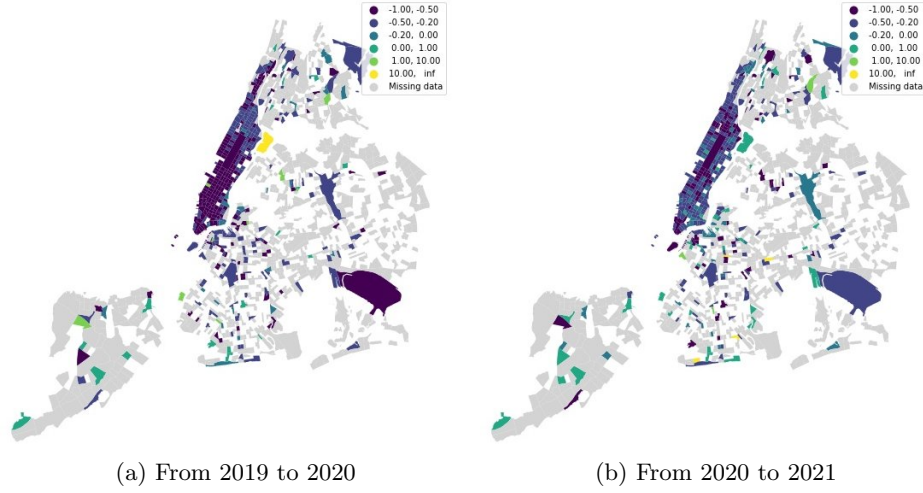 -1.00, -0.50
-0.50, -0.20
-0.20, 0.00
0.00, 1.00
1.00, 10.00
10.00, inf
Missing data
-1.00, -0.50
-0.50, -0.20
-0.20, 0.00
0.00, 1.00
1.00, 10.00
10.00, inf
Missing data
(a) From 2019 to 2020
(b) From 2020 to 2021